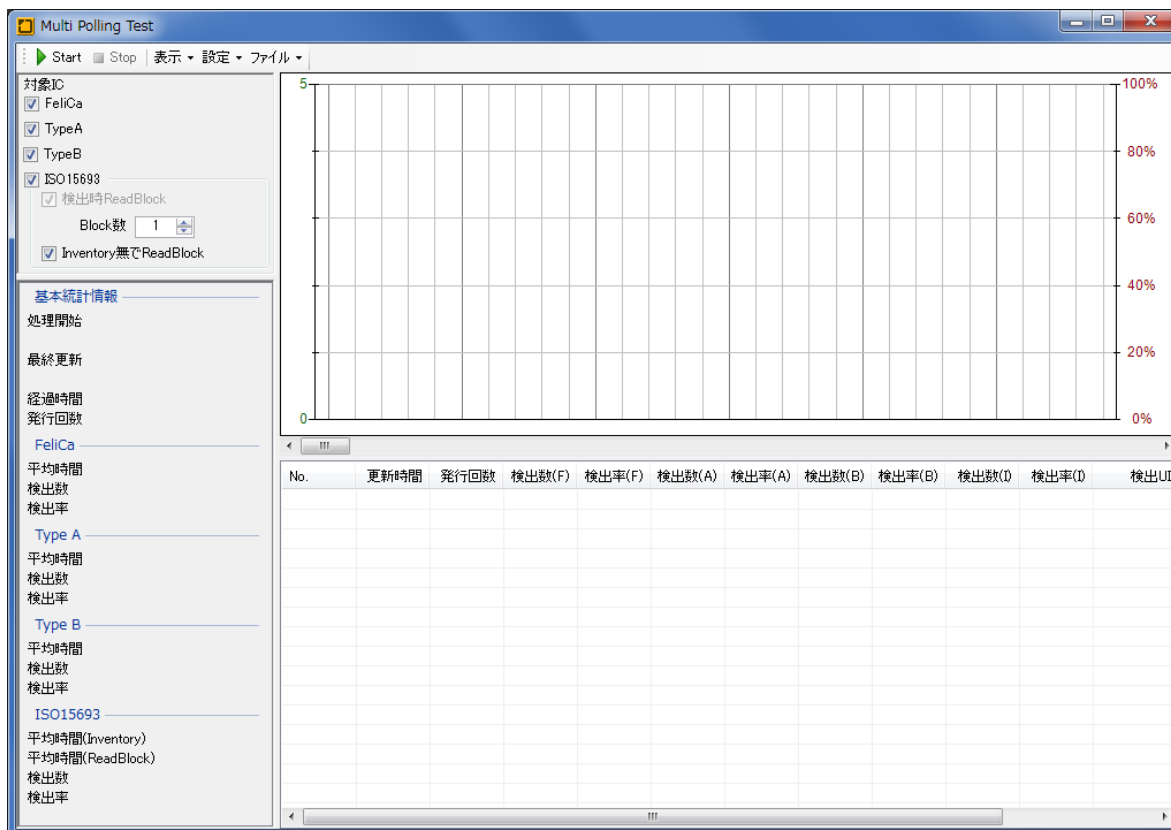 Multi Polling Test
Start Stop 表示 設定 ファイル
対象IC
FeliCa
TypeA
TypeB
ISO15693
検出時ReadBlock
Block数 1
Inventory無でReadBlock
基本統計情報
処理開始
最終更新
経過時間
発行回数
FeliCa
平均時間
検出数
検出率
Type A
平均時間
検出数
検出率
Type B
平均時間
検出数
検出率
ISO15693
平均時間(Inventory)
平均時間(ReadBlock)
検出数
検出率
5 100%
80%
60%
40%
20%
0 0%
No. 更新時間 発行回数 検出数(F) 検出率(F) 検出数(A) 検出率(A) 検出数(B) 検出率(B) 検出数(I) 検出率(I) 検出UI